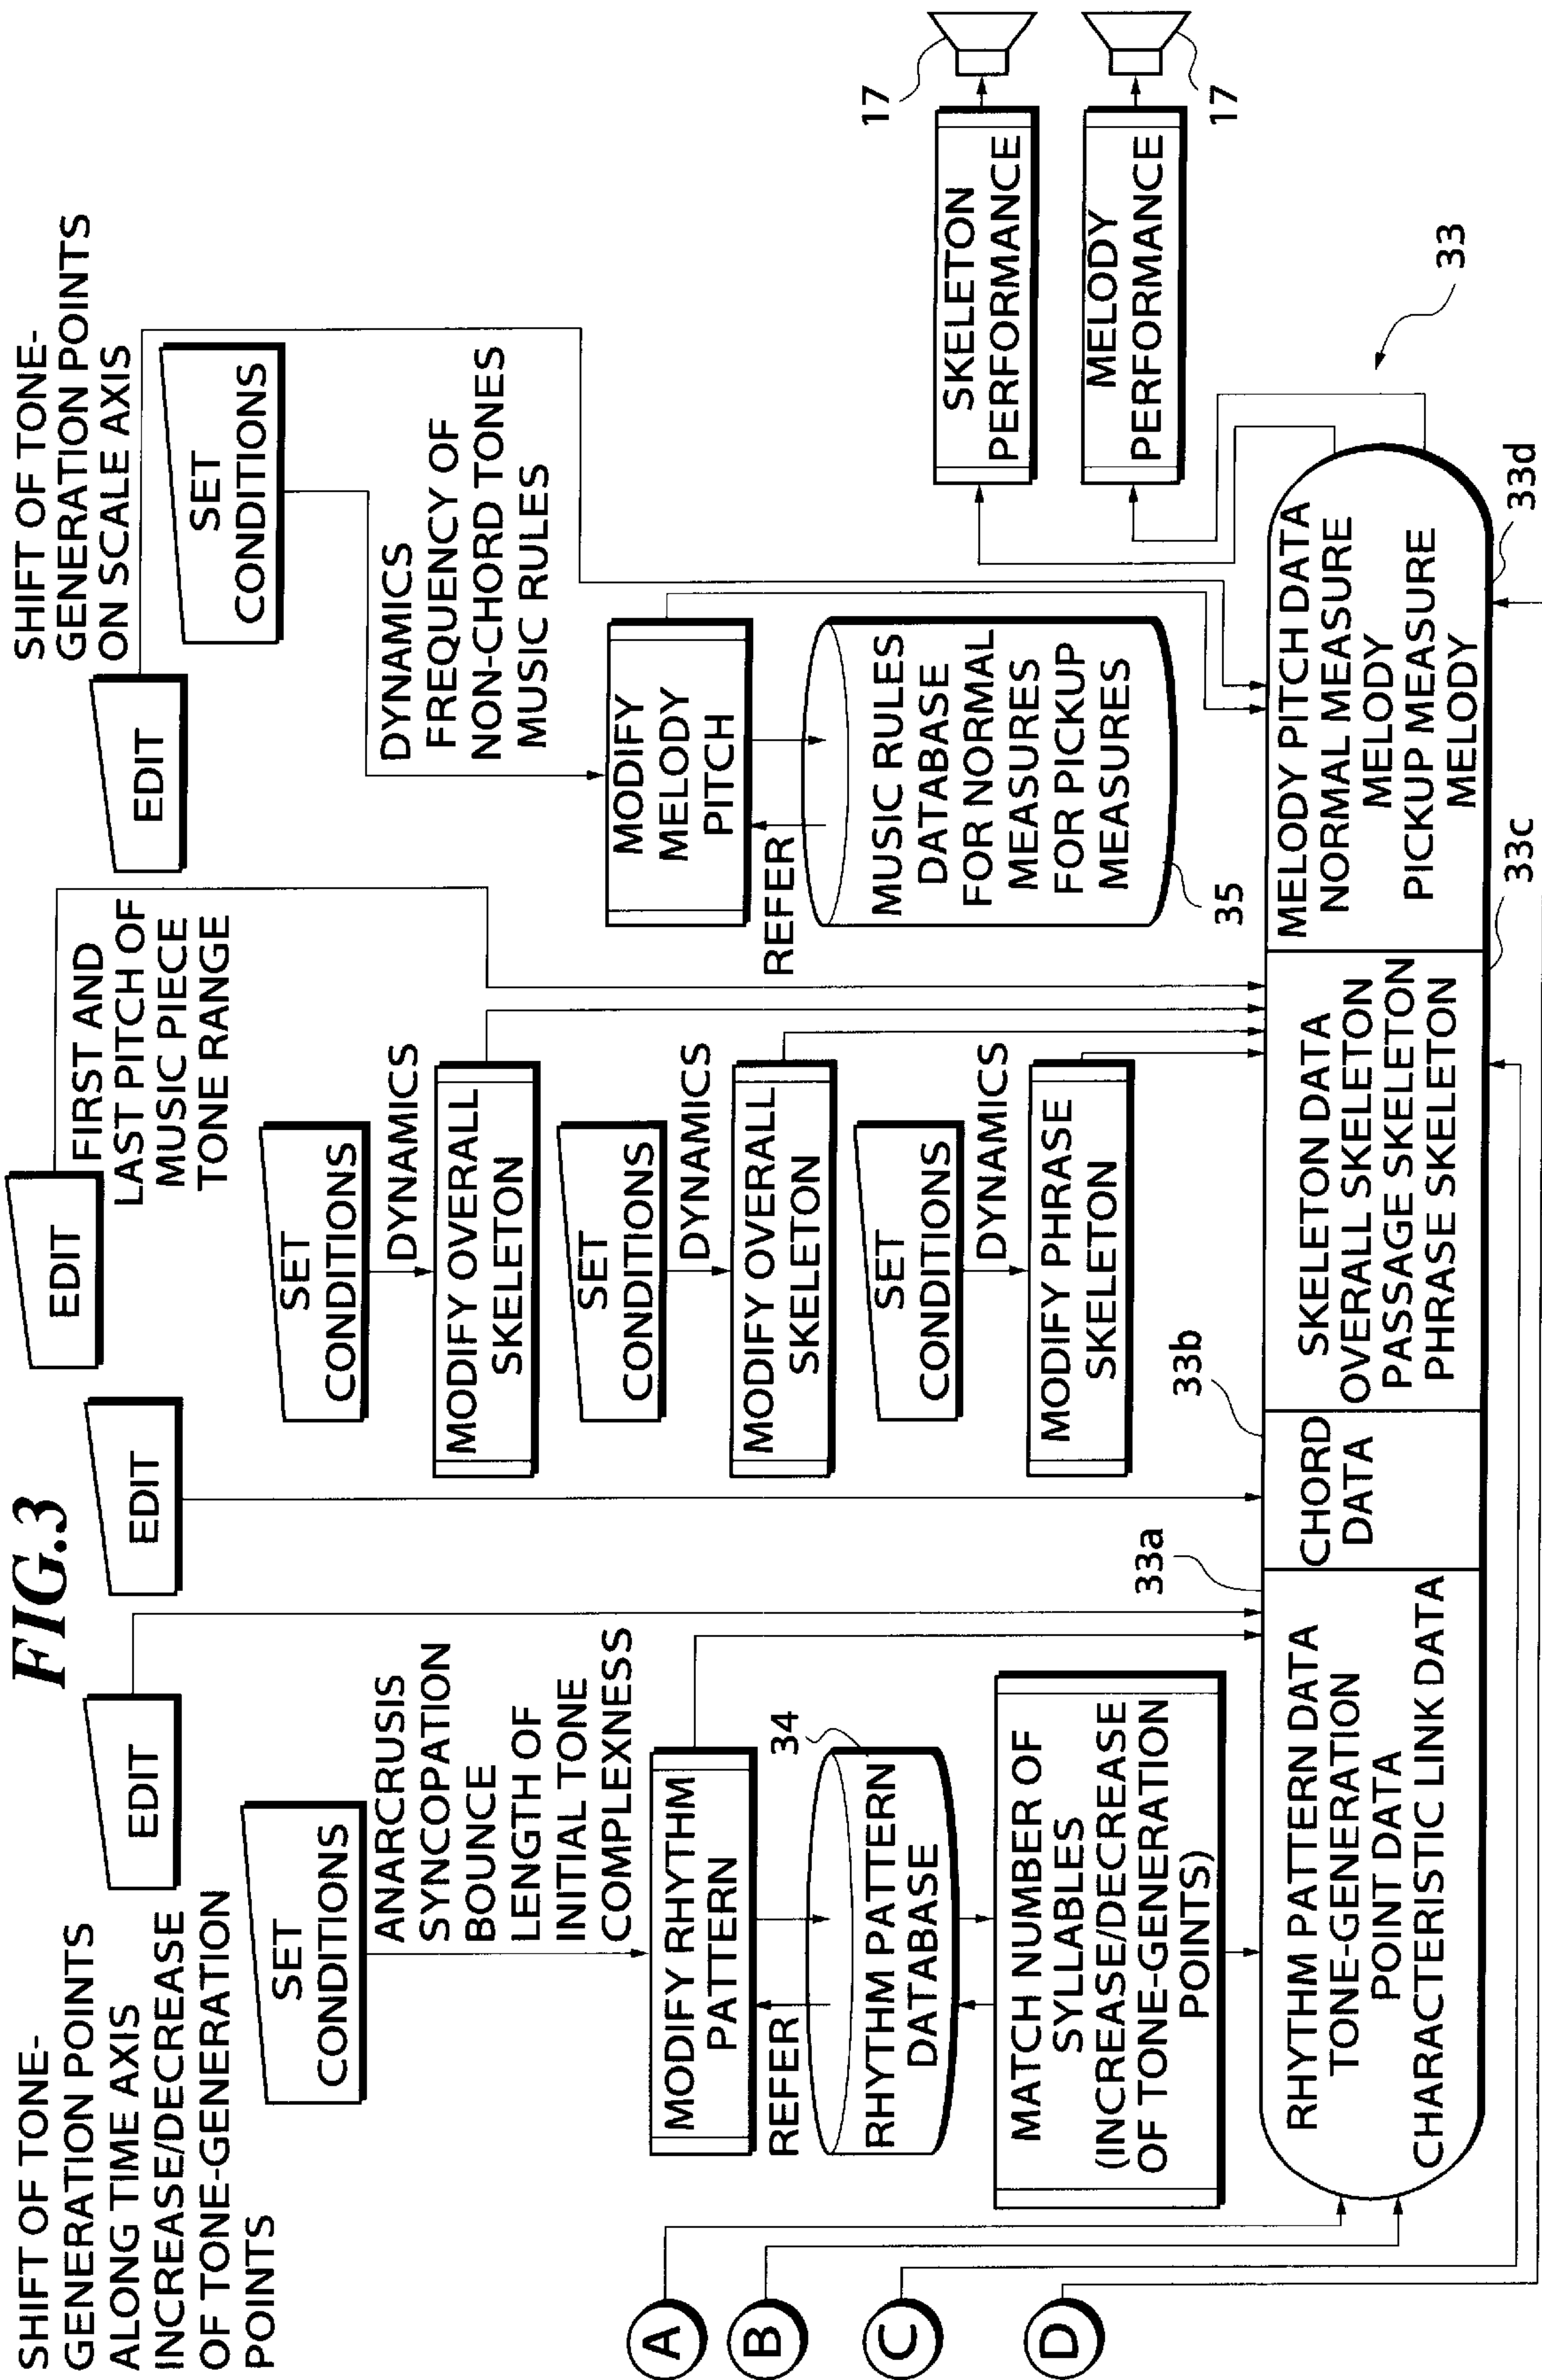 FIG.3
SHIFT OF TONE-
GENERATION POINTS
ALONG TIME AXIS
INCREASE/DECREASE
OF TONE-GENERATION
POINTS
EDIT
SET
CONDITIONS
ANARCRUSIS
SYNCOPATION
BOUNCE
LENGTH OF
INITIAL TONE
COMPLEXNESS
MODIFY RHYTHM
PATTERN
REFER
34
RHYTHM PATTERN
DATABASE
MATCH NUMBER OF
SYLLABLES
(INCREASE/DECREASE
OF TONE-GENERATION
POINTS)
A
B
C
D
33a
RHYTHM PATTERN DATA
TONE-GENERATION
POINT DATA
CHARACTERISTIC LINK DATA
EDIT
33b
CHORD
DATA
EDIT
FIRST AND
LAST PITCH OF
MUSIC PIECE
TONE RANGE
SET
CONDITIONS
DYNAMICS
MODIFY OVERALL
SKELETON
SET
CONDITIONS
DYNAMICS
MODIFY OVERALL
SKELETON
SET
CONDITIONS
DYNAMICS
MODIFY PHRASE
SKELETON
SKELETON DATA
OVERALL SKELETON
PASSAGE SKELETON
PHRASE SKELETON
33c
SHIFT OF TONE-
GENERATION POINTS
ON SCALE AXIS
EDIT
SET
CONDITIONS
DYNAMICS
FREQUENCY OF
NON-CHORD TONES
MUSIC RULES
MODIFY
MELODY
PITCH
REFER
MUSIC RULES
DATABASE
FOR NORMAL
MEASURES
FOR PICKUP
MEASURES
35
MELODY PITCH DATA
NORMAL MEASURE
MELODY
PICKUP MEASURE
MELODY
33d
33
SKELETON
PERFORMANCE
17
MELODY
PERFORMANCE
17